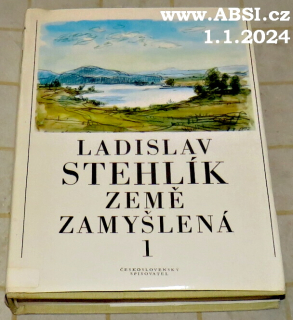 www.ABSI.cz
1.1.2024
LADISLAV
STEHLÍK
ZEMĚ
ZAMYŠLENÁ
1
ČESKOSLOVENSKÝ
SPISOVATEL